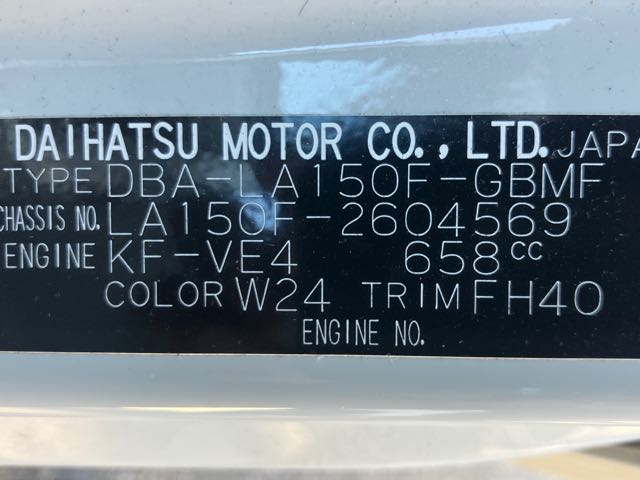 DAIHATSU MOTOR CO., LTD. JAPA
TYPE DBA-LA150F-GBMF
CHASSIS NO. LA150F-2604569
ENGINE KF-VE4 658cc
COLOR W24 TRIM FH40
ENGINE NO.